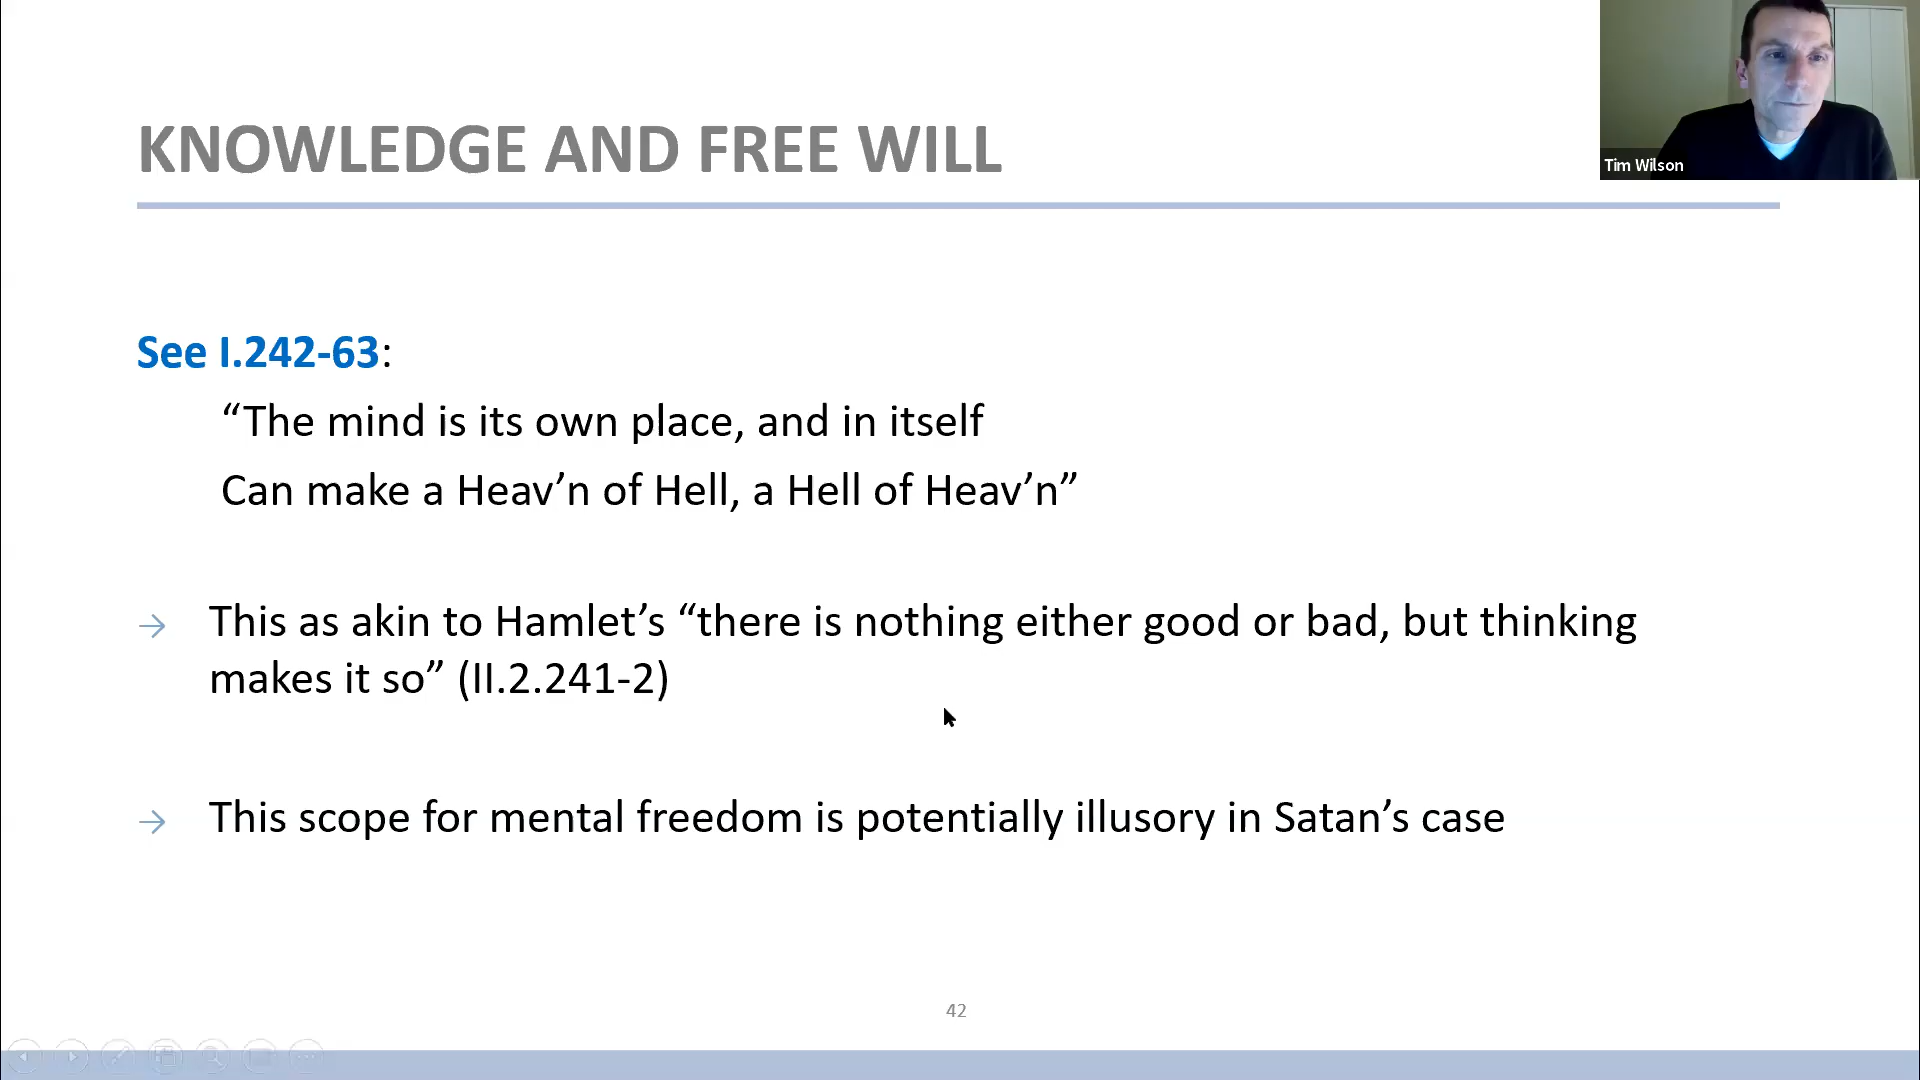 KNOWLEDGE AND FREE WILL
Tim Wilson
See I.242-63:
“The mind is its own place, and in itself
Can make a Heav’n of Hell, a Hell of Heav’n”
→ This as akin to Hamlet’s “there is nothing either good or bad, but thinking
makes it so” (II.2.241-2)
→ This scope for mental freedom is potentially illusory in Satan’s case
42